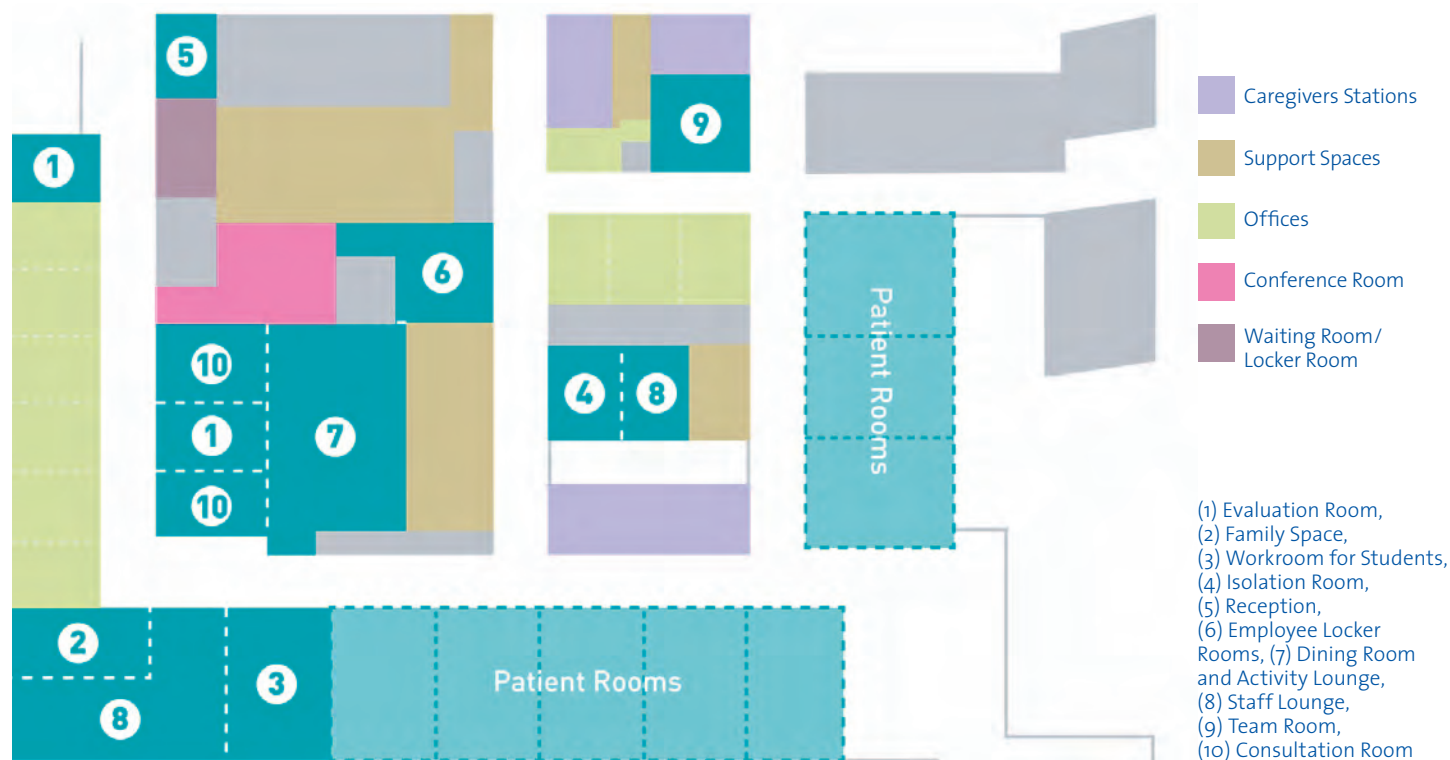 5
9
1
6
10
4
8
1
7
10
2
3
8
Patient Rooms
Patient Rooms
Caregivers Stations
Support Spaces
Offices
Conference Room
Waiting Room/
Locker Room
(1) Evaluation Room,
(2) Family Space,
(3) Workroom for Students,
(4) Isolation Room,
(5) Reception,
(6) Employee Locker
Rooms, (7) Dining Room
and Activity Lounge,
(8) Staff Lounge,
(9) Team Room,
(10) Consultation Room